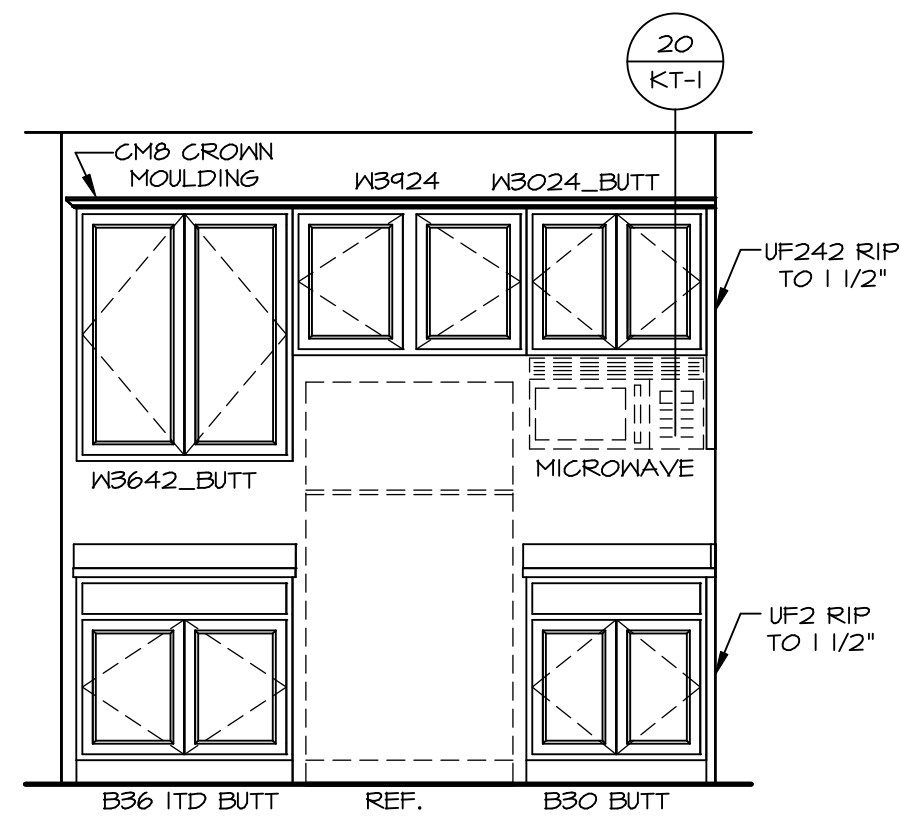 20
KT-1
CM8 CROWN
MOULDING
W3924
W3024_BUTT
UF242 RIP
TO 1 1/2"
W3642_BUTT
MICROWAVE
UF2 RIP
TO 1 1/2"
B36 1TD BUTT
REF.
B30 BUTT